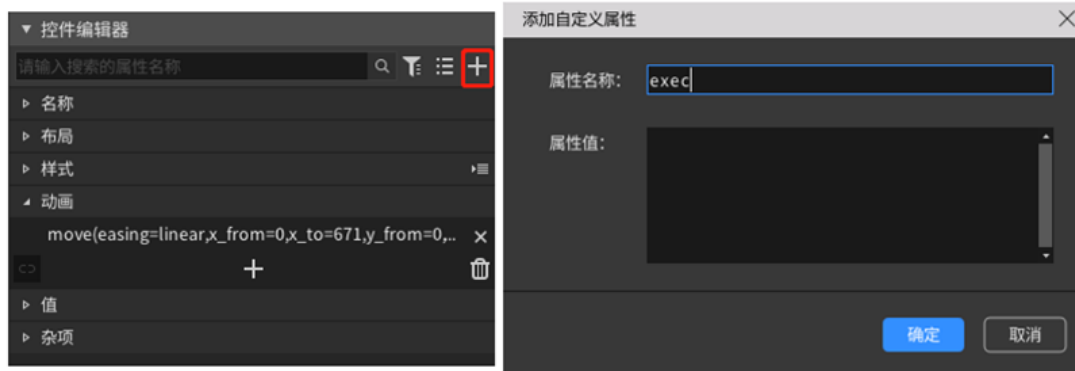 控件编辑器
请输入搜索的属性名称
名称
布局
样式
动画
move(easing=linear,x_from=0,x_to=671,y_from=0,...
值
杂项
添加自定义属性
属性名称:
exec
属性值:
确定
取消